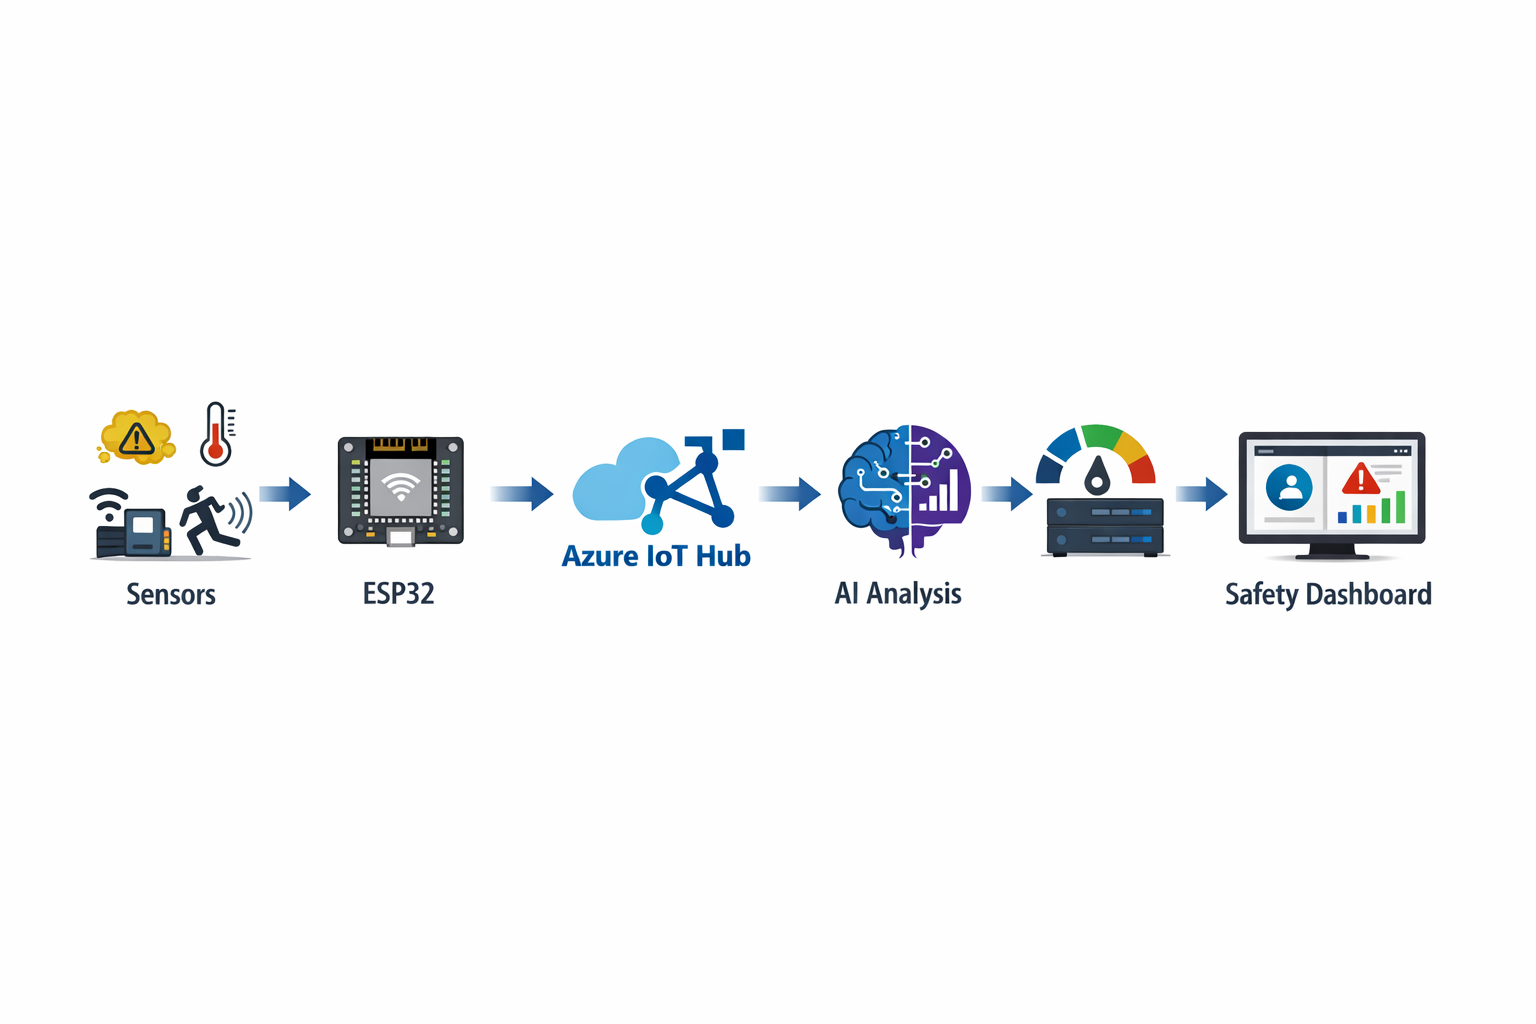 Sensors
ESP32
Azure IoT Hub
AI Analysis
Safety Dashboard